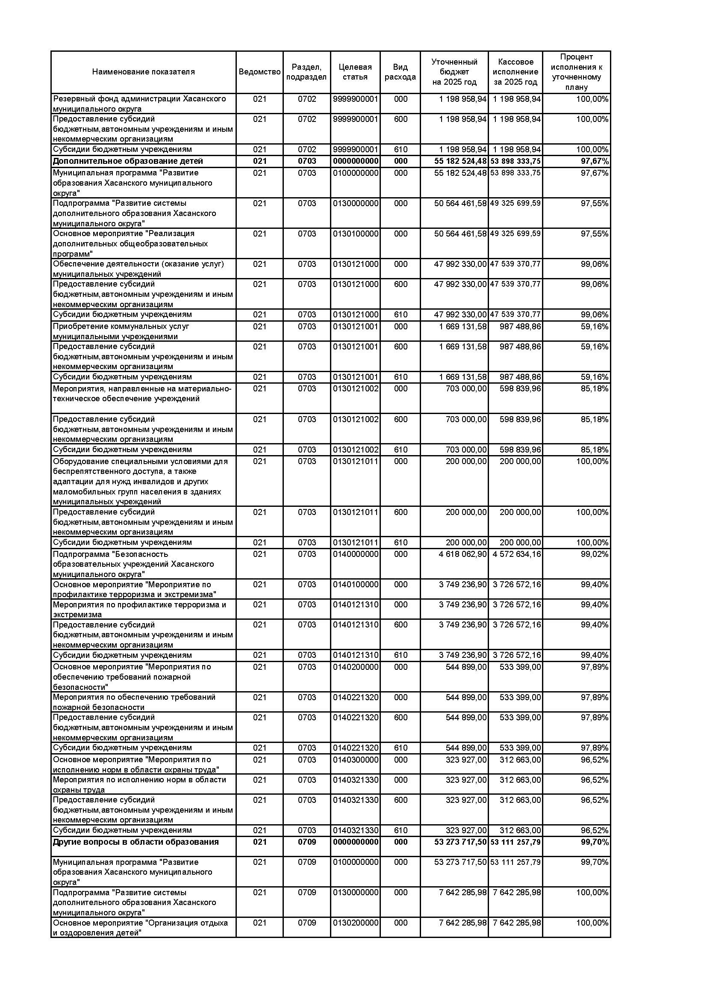 Наименование показателя Ведомство Раздел, подраздел Целевая статья Вид расхода Уточненный бюджет на 2025 год Кассовое исполнение за 2025 год Процент исполнения к уточненному плану
Резервный фонд администрации Хасанского 021 0702 9999900001 000 1 198 958,94 1 198 958,94 100,00%
муниципального округа
Предоставление субсидий 021 0702 9999900001 600 1 198 958,94 1 198 958,94 100,00%
бюджетным,автономным учреждениям и иным
некоммерческим организациям
Субсидии бюджетным учреждениям 021 0702 9999900001 610 1 198 958,94 1 198 958,94 100,00%
Дополнительное образование детей 021 0703 0000000000 000 55 182 524,48 53 898 333,75 97,67%
Муниципальная программа "Развитие 021 0703 0100000000 000 55 182 524,48 53 898 333,75 97,67%
образования Хасанского муниципального
округа"
Подпрограмма "Развитие системы 021 0703 0130000000 000 50 564 461,58 49 325 699,59 97,55%
дополнительного образования Хасанского
муниципального округа"
Основное мероприятие "Реализация 021 0703 0130100000 000 50 564 461,58 49 325 699,59 97,55%
дополнительных общеобразовательных
программ"
Обеспечение деятельности (оказание услуг) 021 0703 0130121000 000 47 992 330,00 47 539 370,77 99,06%
муниципальных учреждений
Предоставление субсидий 021 0703 0130121000 600 47 992 330,00 47 539 370,77 99,06%
бюджетным,автономным учреждениям и иным
некоммерческим организациям
Субсидии бюджетным учреждениям 021 0703 0130121000 610 47 992 330,00 47 539 370,77 99,06%
Приобретение коммунальных услуг 021 0703 0130121001 000 1 669 131,58 987 488,86 59,16%
муниципальными учреждениями
Предоставление субсидий 021 0703 0130121001 600 1 669 131,58 987 488,86 59,16%
бюджетным,автономным учреждениям и иным
некоммерческим организациям
Субсидии бюджетным учреждениям 021 0703 0130121001 610 1 669 131,58 987 488,86 59,16%
Мероприятия, направленные на материально- 021 0703 0130121002 000 703 000,00 598 839,96 85,18%
техническое обеспечение учреждений
Предоставление субсидий 021 0703 0130121002 600 703 000,00 598 839,96 85,18%
бюджетным,автономным учреждениям и иным
некоммерческим организациям
Субсидии бюджетным учреждениям 021 0703 0130121002 610 703 000,00 598 839,96 85,18%
Оборудование специальными условиями для 021 0703 0130121011 000 200 000,00 200 000,00 100,00%
беспрепятственного доступа, а также
адаптации для нужд инвалидов и других
маломобильных групп населения в зданиях
муниципальных учреждений
Предоставление субсидий 021 0703 0130121011 600 200 000,00 200 000,00 100,00%
бюджетным,автономным учреждениям и иным
некоммерческим организациям
Субсидии бюджетным учреждениям 021 0703 0130121011 610 200 000,00 200 000,00 100,00%
Подпрограмма "Безопасность 021 0703 0140000000 000 4 618 062,90 4 572 634,16 99,02%
образовательных учреждений Хасанского
муниципального округа"
Основное мероприятие "Мероприятие по 021 0703 0140100000 000 3 749 236,90 3 726 572,16 99,40%
профилактике терроризма и экстремизма"
Мероприятия по профилактике терроризма и 021 0703 0140121310 000 3 749 236,90 3 726 572,16 99,40%
экстремизма
Предоставление субсидий 021 0703 0140121310 600 3 749 236,90 3 726 572,16 99,40%
бюджетным,автономным учреждениям и иным
некоммерческим организациям
Субсидии бюджетным учреждениям 021 0703 0140121310 610 3 749 236,90 3 726 572,16 99,40%
Основное мероприятие "Мероприятия по 021 0703 0140200000 000 544 899,00 533 399,00 97,89%
обеспечению требований пожарной
безопасности"
Мероприятия по обеспечению требований 021 0703 0140221320 000 544 899,00 533 399,00 97,89%
пожарной безопасности
Предоставление субсидий 021 0703 0140221320 600 544 899,00 533 399,00 97,89%
бюджетным,автономным учреждениям и иным
некоммерческим организациям
Субсидии бюджетным учреждениям 021 0703 0140221320 610 544 899,00 533 399,00 97,89%
Основное мероприятие "Мероприятия по 021 0703 0140300000 000 323 927,00 312 663,00 96,52%
исполнению норм в области охраны труда"
Мероприятия по исполнению норм в области 021 0703 0140321330 000 323 927,00 312 663,00 96,52%
охраны труда
Предоставление субсидий 021 0703 0140321330 600 323 927,00 312 663,00 96,52%
бюджетным,автономным учреждениям и иным
некоммерческим организациям
Субсидии бюджетным учреждениям 021 0703 0140321330 610 323 927,00 312 663,00 96,52%
Другие вопросы в области образования 021 0709 0000000000 000 53 273 717,50 53 111 257,79 99,70%
Муниципальная программа "Развитие 021 0709 0100000000 000 53 273 717,50 53 111 257,79 99,70%
образования Хасанского муниципального
округа"
Подпрограмма "Развитие системы 021 0709 0130000000 000 7 642 285,98 7 642 285,98 100,00%
дополнительного образования Хасанского
муниципального округа"
Основное мероприятие "Организация отдыха 021 0709 0130200000 000 7 642 285,98 7 642 285,98 100,00%
и оздоровления детей"